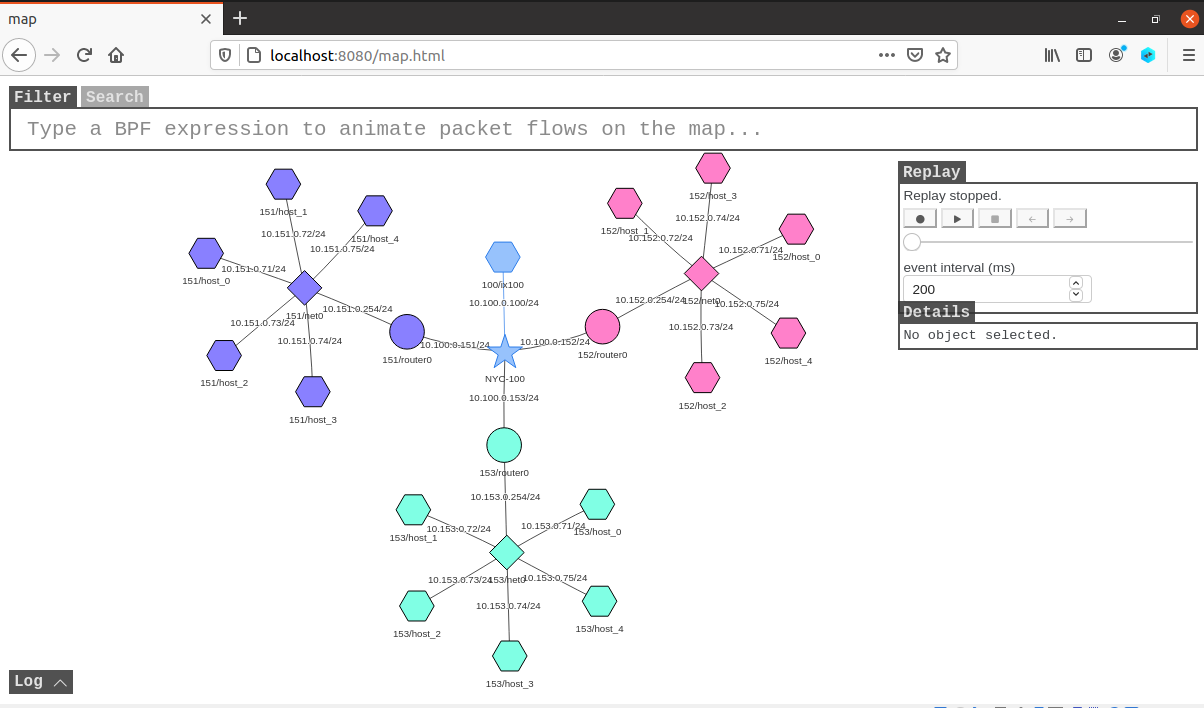 map
localhost:8080/map.html
Filter Search
Type a BPF expression to animate packet flows on the map...
Replay
Replay stopped.
event interval (ms)
200
Details
No object selected.
151/host_1
10.151.0.72/24
151/host_4
10.151.0.75/24
10.151.0.71/24
151/host_0
151/net0
10.151.0.254/24
10.151.0.73/24
10.151.0.74/24
151/host_2
151/router0
151/host_3
100/ix100
10.100.0.100/24
10.100.0.151/24
10.100.0.152/24
NYC-100
10.100.0.153/24
152/host_3
10.152.0.74/24
152/host_1
10.152.0.72/24
10.152.0.71/24
152/host_0
10.152.0.254/24
152/net0
10.152.0.75/24
10.152.0.73/24
152/router0
152/host_4
152/host_2
153/router0
10.153.0.254/24
10.153.0.72/24
10.153.0.71/24
153/host_1
153/host_0
10.153.0.73/24
153/net0
10.153.0.75/24
10.153.0.74/24
153/host_2
153/host_4
153/host_3
Log